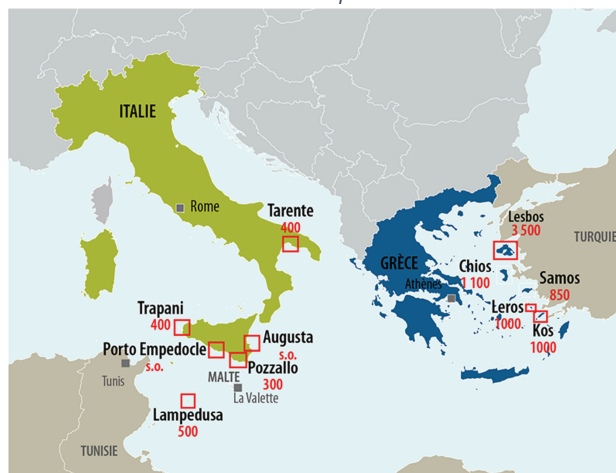 ITALIE
Rome
Tarente
400
Lesbos
3 500
TURQUIE
GRÈCE
Chios
1 100
Athènes
Samos
850
Leros
1000
Kos
1000
Trapani
400
Augusta
s.o.
Porto Empedocle
s.o.
Pozzallo
300
MALTE
La Valette
Tunis
Lampedusa
500
TUNISIE